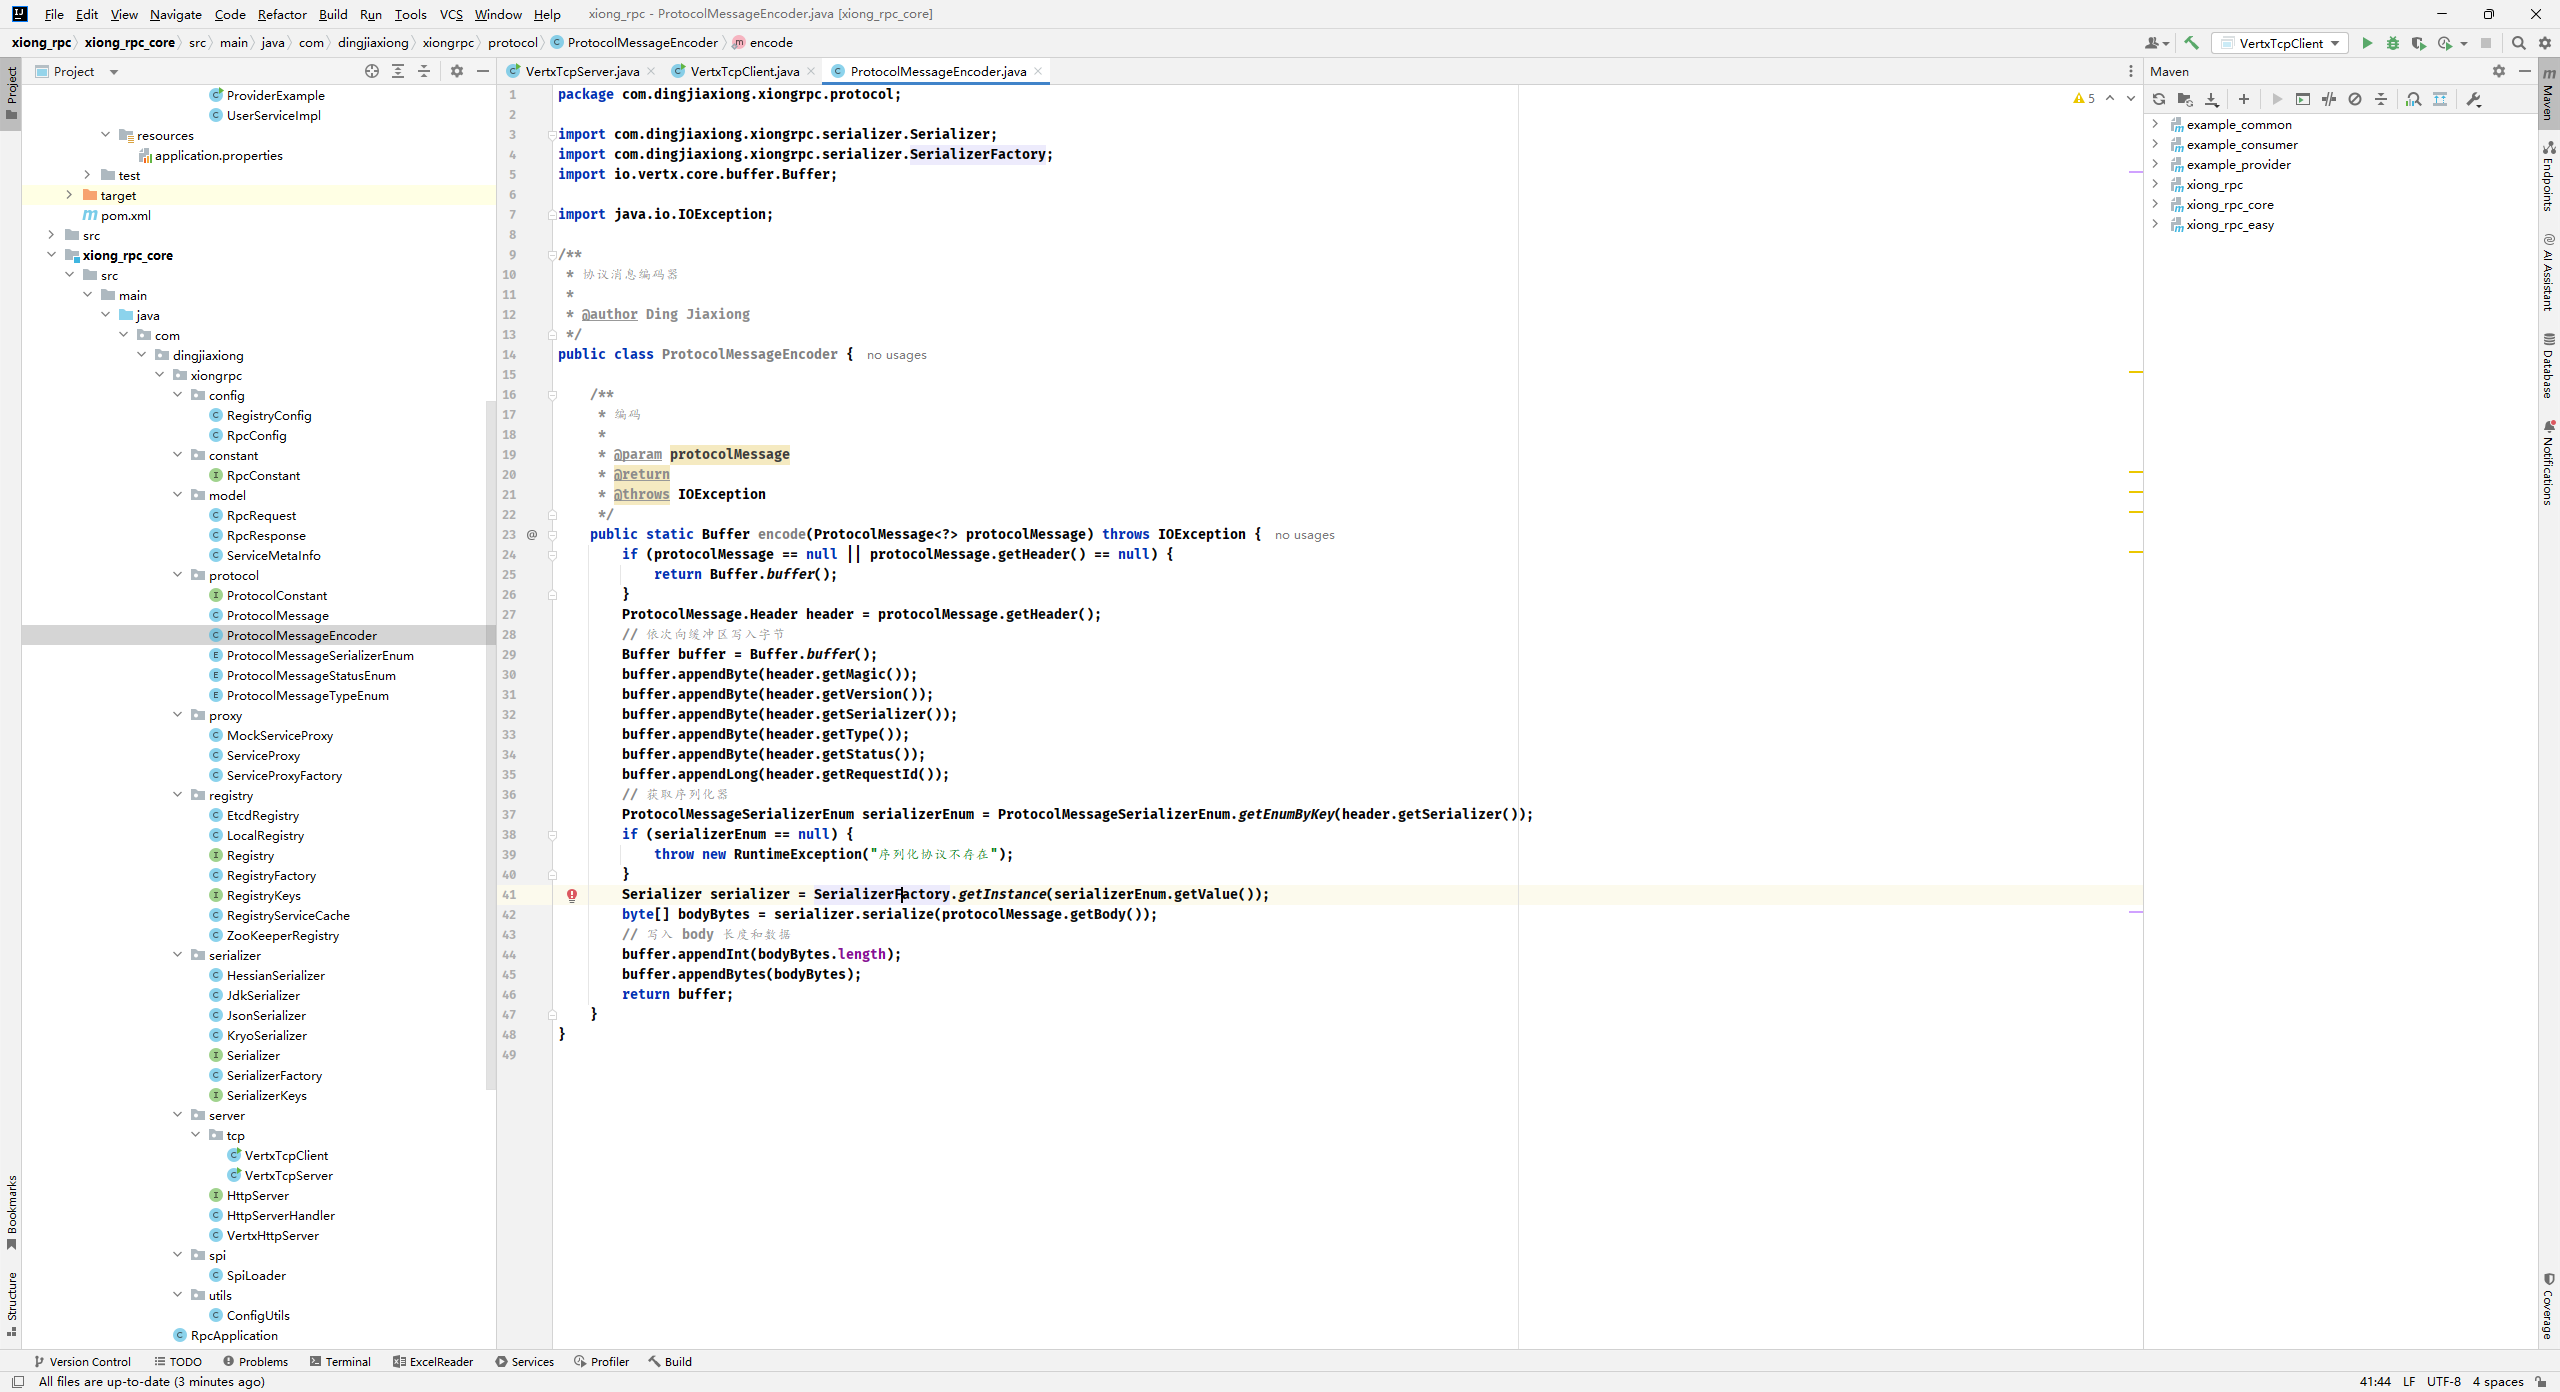 File Edit View Navigate Code Refactor Build Run Tools VCS Window Help xiong_rpc - ProtocolMessageEncoder.java [xiong_rpc_core]
xiong_rpc xiong_rpc_core src main java com dingjiaxiong xiongrpc protocol ProtocolMessageEncoder encode VertxTcpClient
Project
VertxTcpServer.java VertxTcpClient.java ProtocolMessageEncoder.java
Maven
Project
ProviderExample
UserServiceImpl
resources
application.properties
test
target
pom.xml
src
xiong_rpc_core
src
main
java
com
dingjiaxiong
xiongrpc
config
RegistryConfig
RpcConfig
constant
RpcConstant
model
RpcRequest
RpcResponse
ServiceMetaInfo
protocol
ProtocolConstant
ProtocolMessage
ProtocolMessageEncoder
ProtocolMessageSerializerEnum
ProtocolMessageStatusEnum
ProtocolMessageTypeEnum
proxy
MockServiceProxy
ServiceProxy
ServiceProxyFactory
registry
EtcdRegistry
LocalRegistry
Registry
RegistryFactory
RegistryKeys
RegistryServiceCache
ZooKeeperRegistry
serializer
HessianSerializer
JdkSerializer
JsonSerializer
KryoSerializer
Serializer
SerializerFactory
SerializerKeys
server
tcp
VertxTcpClient
VertxTcpServer
HttpServer
HttpServerHandler
VertxHttpServer
spi
SpiLoader
utils
ConfigUtils
RpcApplication
Bookmarks
Structure
1 package com.dingjiaxiong.xiongrpc.protocol;
2
3 import com.dingjiaxiong.xiongrpc.serializer.Serializer;
4 import com.dingjiaxiong.xiongrpc.serializer.SerializerFactory;
5 import io.vertx.core.buffer.Buffer;
6
7 import java.io.IOException;
8
9 /**
10 * 协议消息编码器
11 *
12 * @author Ding Jiaxiong
13 */
14 public class ProtocolMessageEncoder { no usages
15
16 /**
17 * 编码
18 *
19 * @param protocolMessage
20 * @return
21 * @throws IOException
22 */
23 @ public static Buffer encode(ProtocolMessage<?> protocolMessage) throws IOException { no usages
24 if (protocolMessage == null || protocolMessage.getHeader() == null) {
25 return Buffer.buffer();
26 }
27 ProtocolMessage.Header header = protocolMessage.getHeader();
28 // 依次向缓冲区写入字节
29 Buffer buffer = Buffer.buffer();
30 buffer.appendByte(header.getMagic());
31 buffer.appendByte(header.getVersion());
32 buffer.appendByte(header.getSerializer());
33 buffer.appendByte(header.getType());
34 buffer.appendByte(header.getStatus());
35 buffer.appendLong(header.getRequestId());
36 // 获取序列化器
37 ProtocolMessageSerializerEnum serializerEnum = ProtocolMessageSerializerEnum.getEnumByKey(header.getSerializer());
38 if (serializerEnum == null) {
39 throw new RuntimeException("序列化协议不存在");
40 }
41 Serializer serializer = SerializerFactory.getInstance(serializerEnum.getValue());
42 byte[] bodyBytes = serializer.serialize(protocolMessage.getBody());
43 // 写入 body 长度和数据
44 buffer.appendInt(bodyBytes.length);
45 buffer.appendBytes(bodyBytes);
46 return buffer;
47 }
48 }
49
5
example_common
example_consumer
example_provider
xiong_rpc
xiong_rpc_core
xiong_rpc_easy
Maven
Endpoints
AI Assistant
Database
Notifications
Coverage
Version Control TODO Problems Terminal ExcelReader Services Profiler Build
All files are up-to-date (3 minutes ago) 41:44 LF UTF-8 4 spaces